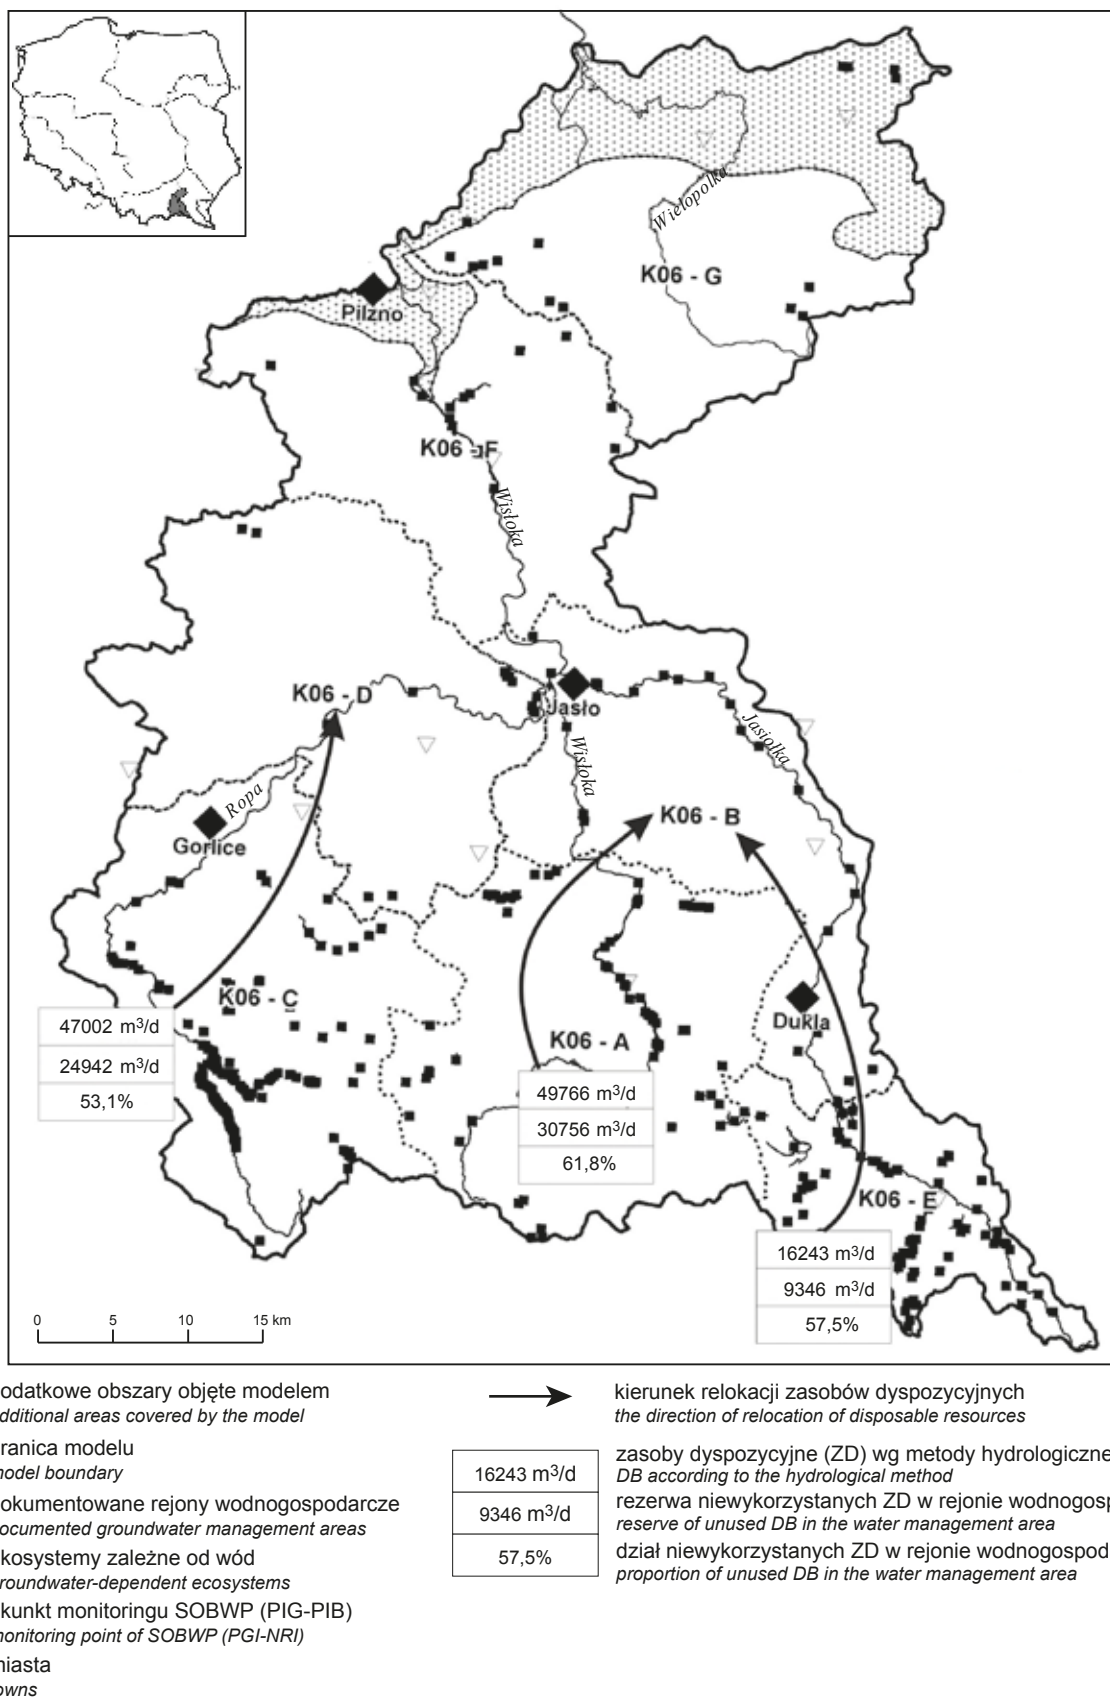 Wielopolka
K06 - G
Pilzno
K06 - F
Wisłoka
K06 - D
Jasło
Jasiołka
Wisłoka
Ropa
K06 - B
Gorlice
K06 - C
Dukla
47002 m³/d
K06 - A
24942 m³/d
49766 m³/d
53,1%
30756 m³/d
61,8%
K06 - E
16243 m³/d
9346 m³/d
57,5%
0 5 10 15 km
odatkowe obszary objęte modelem
dditional areas covered by the model
ranica modelu
nodel boundary
okumentowane rejony wodnogospodarcze
ocumented groundwater management areas
kosystemy zależne od wód
roundwater-dependent ecosystems
kunkt monitoringu SOBWP (PIG-PIB)
nonitoring point of SOBWP (PGI-NRI)
niasta
owns
kierunek relokacji zasobów dyspozycyjnych
the direction of relocation of disposable resources
16243 m³/d
zasoby dyspozycyjne (ZD) wg metody hydrologiczne
DB according to the hydrological method
9346 m³/d
rezerwa niewykorzystanych ZD w rejonie wodnogosp
reserve of unused DB in the water management area
57,5%
dział niewykorzystanych ZD w rejonie wodnogospod
proportion of unused DB in the water management area